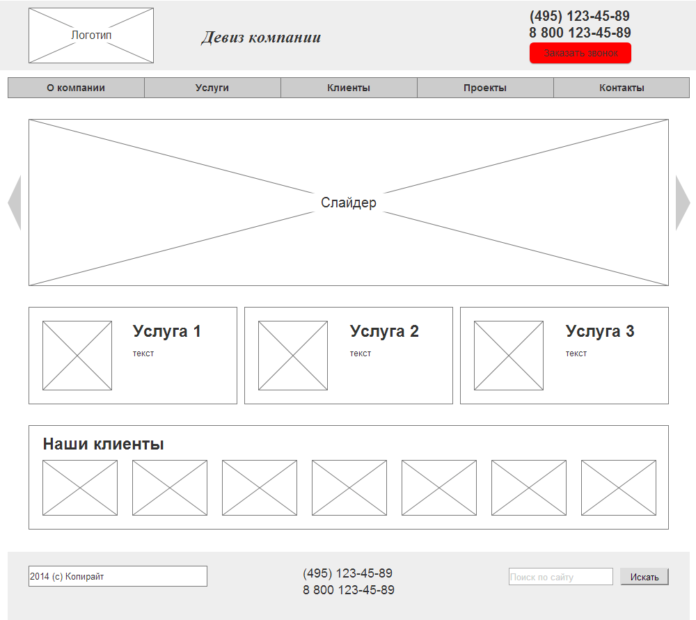 Логотип
Девиз компании
(495) 123-45-89
8 800 123-45-89
Заказать звонок
О компании
Услуги
Клиенты
Проекты
Контакты
Слайдер
Услуга 1
текст
Услуга 2
текст
Услуга 3
текст
Наши клиенты
2014 (c) Копирайт
(495) 123-45-89
8 800 123-45-89
Поиск по сайту
Искать